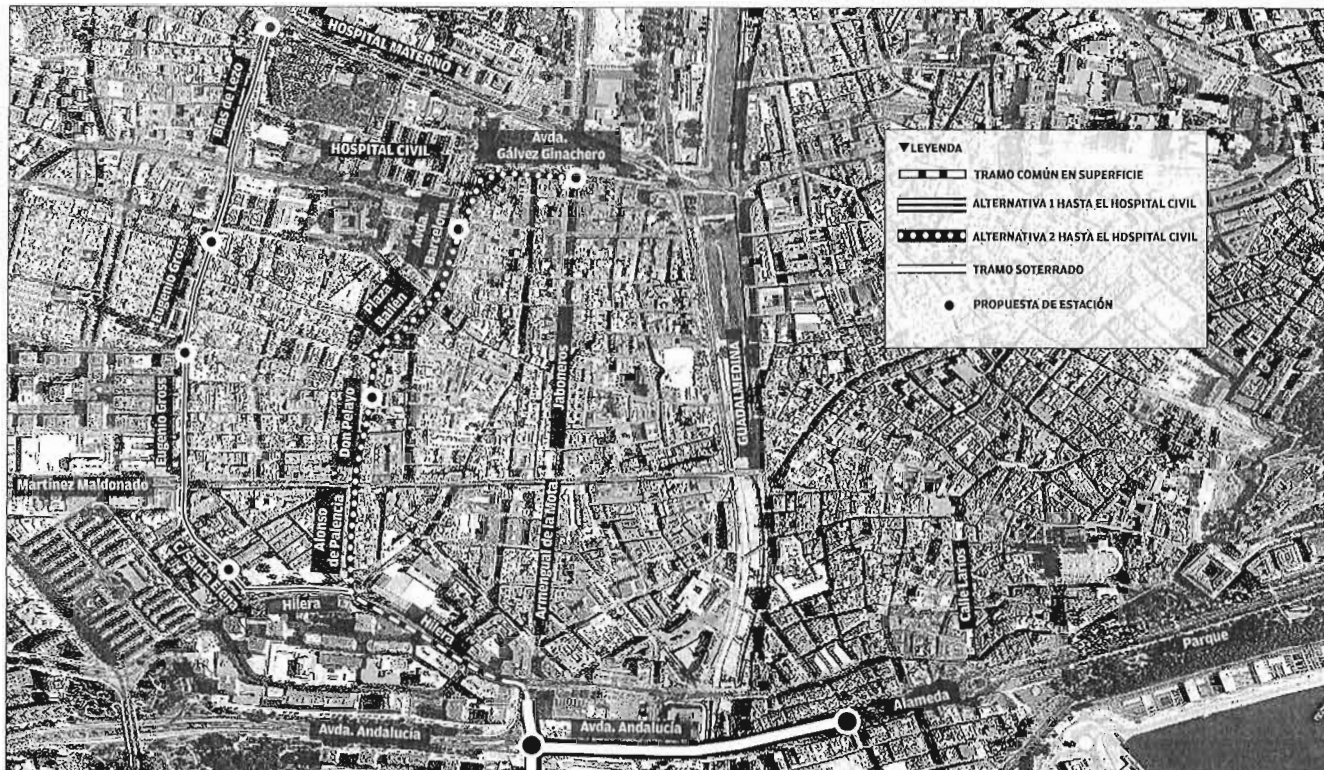 HOSPITAL MATERNO
Blas de Lezo
HOSPITAL CIVIL
Avda.
Gálvez Ginachero
Avda.
Barcelona
Eugenio Gross
Plaza
Bailén
Eugenio Gross
Don Pelayo
Jaboneros
GUADALMEDINA
Martínez Maldonado
Alonso
de Palencia
Armengual de la Mota
C/ Santa Elena
Hilera
Hilera
Calle Larios
Avda. Andalucía
Avda. Andalucía
Alameda
Parque
▼LEYENDA
TRAMO COMÚN EN SUPERFICIE
ALTERNATIVA 1 HASTA EL HOSPITAL CIVIL
ALTERNATIVA 2 HASTA EL HOSPITAL CIVIL
TRAMO SOTERRADO
PROPUESTA DE ESTACIÓN